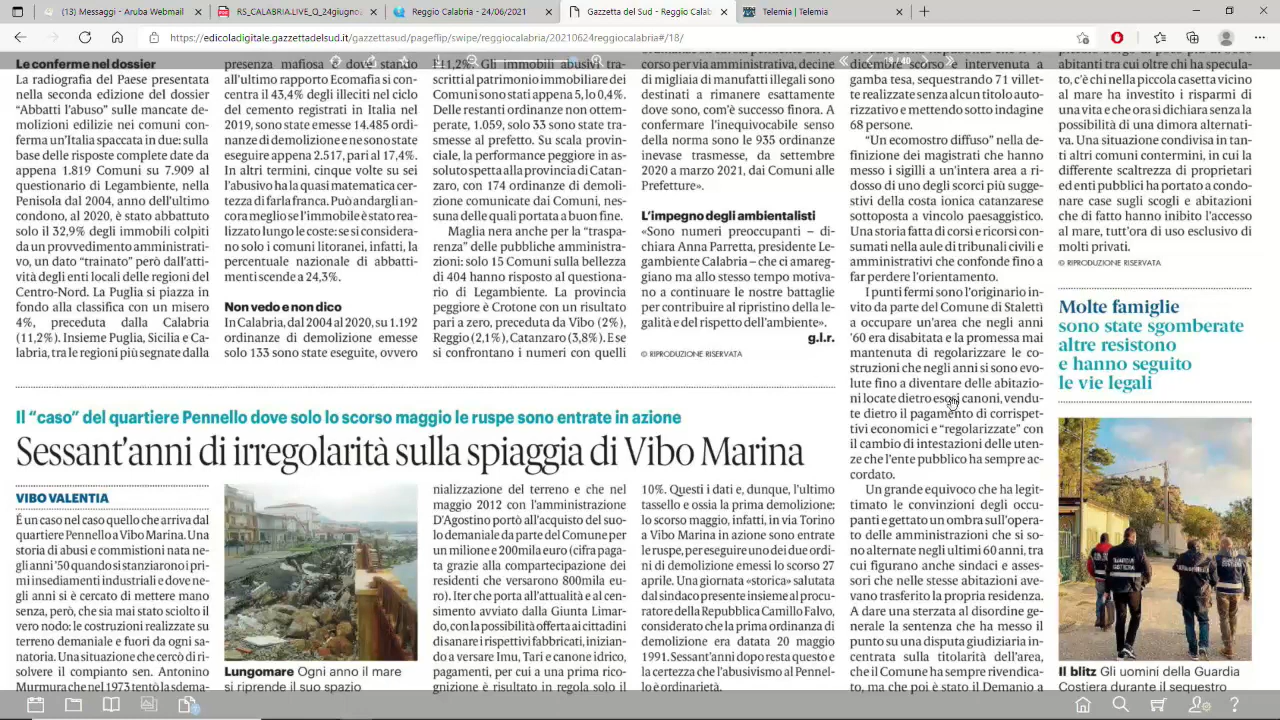 (3) Messaggi - Aruba Webmail
RS_CALABRIA.LIVE_Q_24giugno
Reggio Calabria - 24/06/2021
Gazzetta del Sud - Reggio Calab
Telemia | Telemia
https://edicoladigitale.gazzettadelsud.it/gazzettasud/pageflip/swipe/reggiocalabria/20210624reggiocalabria#/18/
18 / 40
Le conferme nel dossier
La radiografia del Paese presentata
nella seconda edizione del dossier
"Abbatti l'abuso" sulle mancate de-
molizioni edilizie nei comuni con-
ferma un'Italia spaccata in due: sulla
base delle risposte complete date da
appena 1.819 Comuni su 7.909 al
questionario di Legambiente, nella
Penisola dal 2004, anno dell'ultimo
condono, al 2020, è stato abbattuto
solo il 32,9% degli immobili colpiti
da un provvedimento amministrati-
vo, un dato "trainato" però dall'atti-
vità degli enti locali delle regioni del
Centro-Nord. La Puglia si piazza in
fondo alla classifica con un misero
4%, preceduta dalla Calabria
(11,2%). Insieme Puglia, Sicilia e Ca-
labria, tra le regioni più segnate dalla
presenza mafiosa e dove stando
all'ultimo rapporto Ecomafia si con-
centra il 43,4% degli illeciti nel ciclo
del cemento registrati in Italia nel
2019, sono state emesse 14.485 ordi-
nanze di demolizione e ne sono state
eseguire appena 2.517, pari al 17,4%.
In altri termini, cinque volte su sei
l'abusivo ha la quasi matematica cer-
tezza di farla franca. Può andargli an-
cora meglio se l'immobile è stato rea-
lizzato lungo le coste: se si considera-
no solo i comuni litoranei, infatti, la
percentuale nazionale di abbatti-
menti scende a 24,3%.
Non vedo e non dico
In Calabria, dal 2004 al 2020, su 1.192
ordinanze di demolizione emesse
solo 133 sono state eseguite, ovvero
l'11,2%. Gli immobili abusivi tra-
scritti al patrimonio immobiliare dei
Comuni sono stati appena 5, lo 0,4%.
Delle restanti ordinanze non ottem-
perate, 1.059, solo 33 sono state tra-
smesse al prefetto. Su scala provin-
ciale, la performance peggiore in as-
soluto spetta alla provincia di Catan-
zaro, con 174 ordinanze di demoli-
zione comunicate dai Comuni, nes-
suna delle quali portata a buon fine.
Maglia nera anche per la "traspa-
renza" delle pubbliche amministra-
zioni: solo 15 Comuni sulla bellezza
di 404 hanno risposto al questiona-
rio di Legambiente. La provincia
peggiore è Crotone con un risultato
pari a zero, preceduta da Vibo (2%),
Reggio (2,1%), Catanzaro (3,8%). E se
si confrontano i numeri con quelli
corso per via amministrativa, decine
di migliaia di manufatti illegali sono
destinati a rimanere esattamente
dove sono, com'è successo finora. A
confermare l'inequivocabile senso
della norma sono le 935 ordinanze
inevase trasmesse, da settembre
2020 a marzo 2021, dai Comuni alle
Prefetture».
L'impegno degli ambientalisti
«Sono numeri preoccupanti – di-
chiara Anna Parretta, presidente Le-
gambiente Calabria – che ci amareg-
giano ma allo stesso tempo motiva-
no a continuare le nostre battaglie
per contribuire al ripristino della le-
galità e del rispetto dell'ambiente».
g.l.r.
© RIPRODUZIONE RISERVATA
dicembre scorso è intervenuta a
gamba tesa, sequestrando 71 villet-
te realizzate senza alcun titolo auto-
rizzativo e mettendo sotto indagine
68 persone.
"Un ecomostro diffuso" nella de-
finizione dei magistrati che hanno
messo i sigilli a un'intera area a ri-
dosso di uno degli scorci più sugge-
stivi della costa ionica catanzarese
sottoposta a vincolo paesaggistico.
Una storia fatta di corsi e ricorsi con-
sumati nella aule di tribunali civili e
amministrativi che confonde fino a
far perdere l'orientamento.
I punti fermi sono l'originario in-
vito da parte del Comune di Stalettì
a occupare un'area che negli anni
'60 era disabitata e la promessa mai
mantenuta di regolarizzare le co-
struzioni che negli anni si sono evo-
lute fino a diventare delle abitazio-
ni locate dietro esosi canoni, vendu-
te dietro il pagamento di corrispet-
tivi economici e "regolarizzate" con
il cambio di intestazioni delle uten-
ze che l'ente pubblico ha sempre ac-
cordato.
Un grande equivoco che ha legit-
timato le convinzioni degli occu-
panti e gettato un ombra sull'opera-
to delle amministrazioni che si so-
no alternate negli ultimi 60 anni, tra
cui figurano anche sindaci e asses-
sori che nelle stesse abitazioni ave-
vano trasferito la propria residenza.
A dare una sterzata al disordine ge-
nerale la sentenza che ha messo il
punto su una disputa giudiziaria in-
centrata sulla titolarità dell'area,
che il Comune ha sempre rivendica-
to, ma che poi è stato il Demanio a
abitanti tra cui oltre chi ha specula-
to, c'è chi nella piccola casetta vicino
al mare ha investito i risparmi di
una vita e che ora si dichiara senza la
possibilità di una dimora alternati-
va. Una situazione condivisa in tan-
ti altri comuni contermini, in cui la
differente scaltrezza di proprietari
ed enti pubblici ha portato a condo-
nare case sugli scogli e abitazioni
che di fatto hanno inibito l'accesso
al mare, tutt'ora di uso esclusivo di
molti privati.
© RIPRODUZIONE RISERVATA
Molte famiglie
sono state sgomberate
altre resistono
e hanno seguito
le vie legali
Il blitz Gli uomini della Guardia
Costiera durante il sequestro
Il "caso" del quartiere Pennello dove solo lo scorso maggio le ruspe sono entrate in azione
Sessant'anni di irregolarità sulla spiaggia di Vibo Marina
VIBO VALENTIA
È un caso nel caso quello che arriva dal
quartiere Pennello a Vibo Marina. Una
storia di abusi e commistioni nata ne-
gli anni '50 quando si stanziarono i pri-
mi insediamenti industriali e dove ne-
gli anni si è cercato di mettere mano
senza, però, che sia mai stato sciolto il
vero nodo: le costruzioni realizzate su
terreno demaniale e fuori da ogni sa-
natoria. Una situazione che cercò di ri-
solvere il compianto sen. Antonino
Murmura che nel 1973 tentò la sdema-
Lungomare Ogni anno il mare
si riprende il suo spazio
nializzazione del terreno e che nel
maggio 2012 con l'amministrazione
D'Agostino portò all'acquisto del suo-
lo demaniale da parte del Comune per
un milione e 200mila euro (cifra paga-
ta grazie alla compartecipazione dei
residenti che versarono 800mila eu-
ro). Iter che porta all'attualità e al cen-
simento avviato dalla Giunta Limar-
do, con la possibilità offerta ai cittadini
di sanare i rispettivi fabbricati, inizian-
do a versare Imu, Tari e canone idrico,
pagamenti, per cui a una prima rico-
gnizione è risultato in regola solo il
10%. Questi i dati e, dunque, l'ultimo
tassello e ossia la prima demolizione:
lo scorso maggio, infatti, in via Torino
a Vibo Marina in azione sono entrate
le ruspe, per eseguire uno dei due ordi-
ni di demolizione emessi lo scorso 27
aprile. Una giornata «storica» salutata
dal sindaco presente insieme al procu-
ratore della Repubblica Camillo Falvo,
considerato che la prima ordinanza di
demolizione era datata 20 maggio
1991. Sessant'anni dopo resta questo e
la certezza che l'abusivismo al Pennel-
lo è ordinarietà.